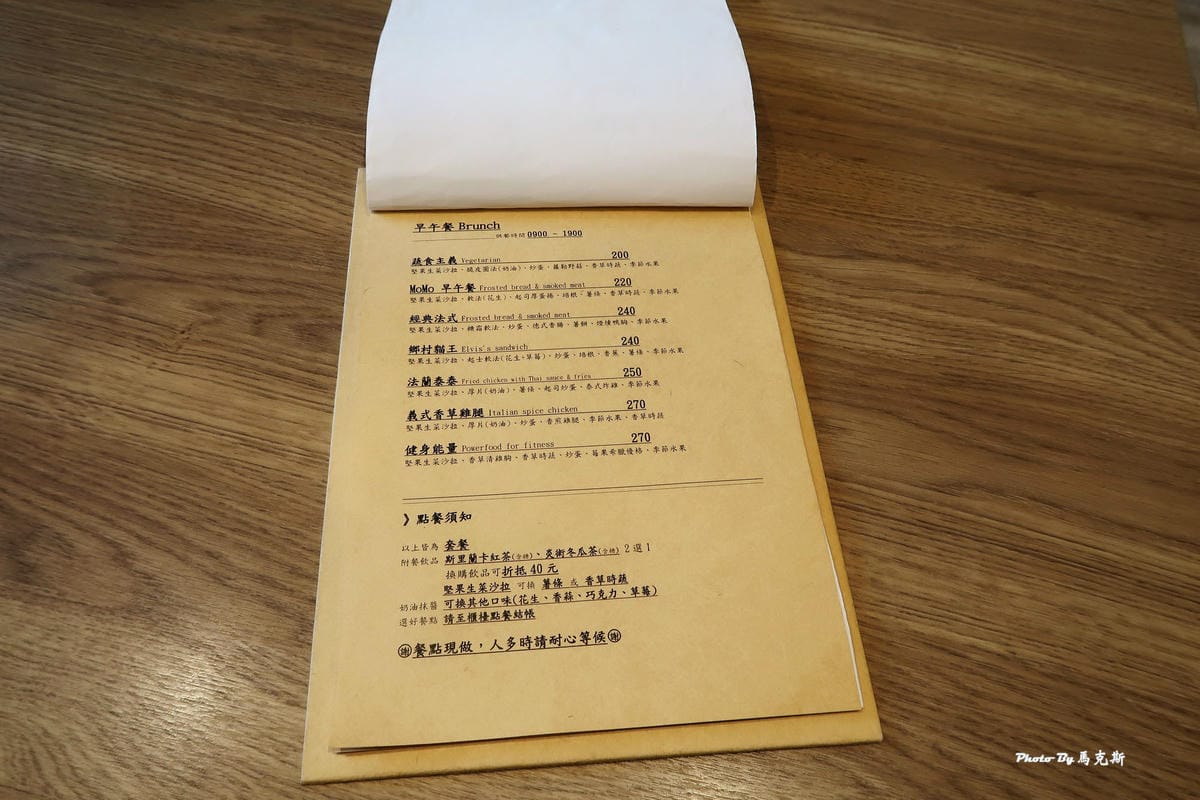 早午餐 Brunch
供餐時間 0900 - 1900
蔬食主義 Vegetarian 200
堅果生菜沙拉、脆皮圓法(奶油)、炒蛋、蘿勒野菇、香草時蔬、季節水果
MoMo 早午餐 Frosted bread & smoked meat 220
堅果生菜沙拉、軟法(花生)、起司厚蛋捲、培根、薯條、香草時蔬、季節水果
經典法式 Frosted bread & smoked meat 240
堅果生菜沙拉、糖霜軟法、炒蛋、德式香腸、薯餅、煙燻鴨胸、季節水果
鄉村貓王 Elvis's sandwich 240
堅果生菜沙拉、起士軟法(花生+草莓)、炒蛋、培根、香蕉、薯條、季節水果
法蘭泰泰 Fried chicken with Thai sauce & fries 250
堅果生菜沙拉、厚片(奶油)、薯條、起司炒蛋、泰式炸雞、季節水果
義式香草雞腿 Italian spice chicken 270
堅果生菜沙拉、厚片(奶油)、炒蛋、香煎雞腿、季節水果、香草時蔬
健身能量 Powerfood for fitness 270
堅果生菜沙拉、香草清雞胸、香草時蔬、炒蛋、莓果希臘優格、季節水果
》點餐須知
以上皆為 套餐
附餐飲品 斯里蘭卡紅茶(含糖)、炙術冬瓜茶(含糖) 2 選 1
換購飲品可折抵 40 元
堅果生菜沙拉 可換 薯條 或 香草時蔬
奶油抹醬 可換其他口味(花生、香蒜、巧克力、草莓)
選好餐點 請至櫃檯點餐結帳
㊟餐點現做，人多時請耐心等候
Photo By 馬克斯